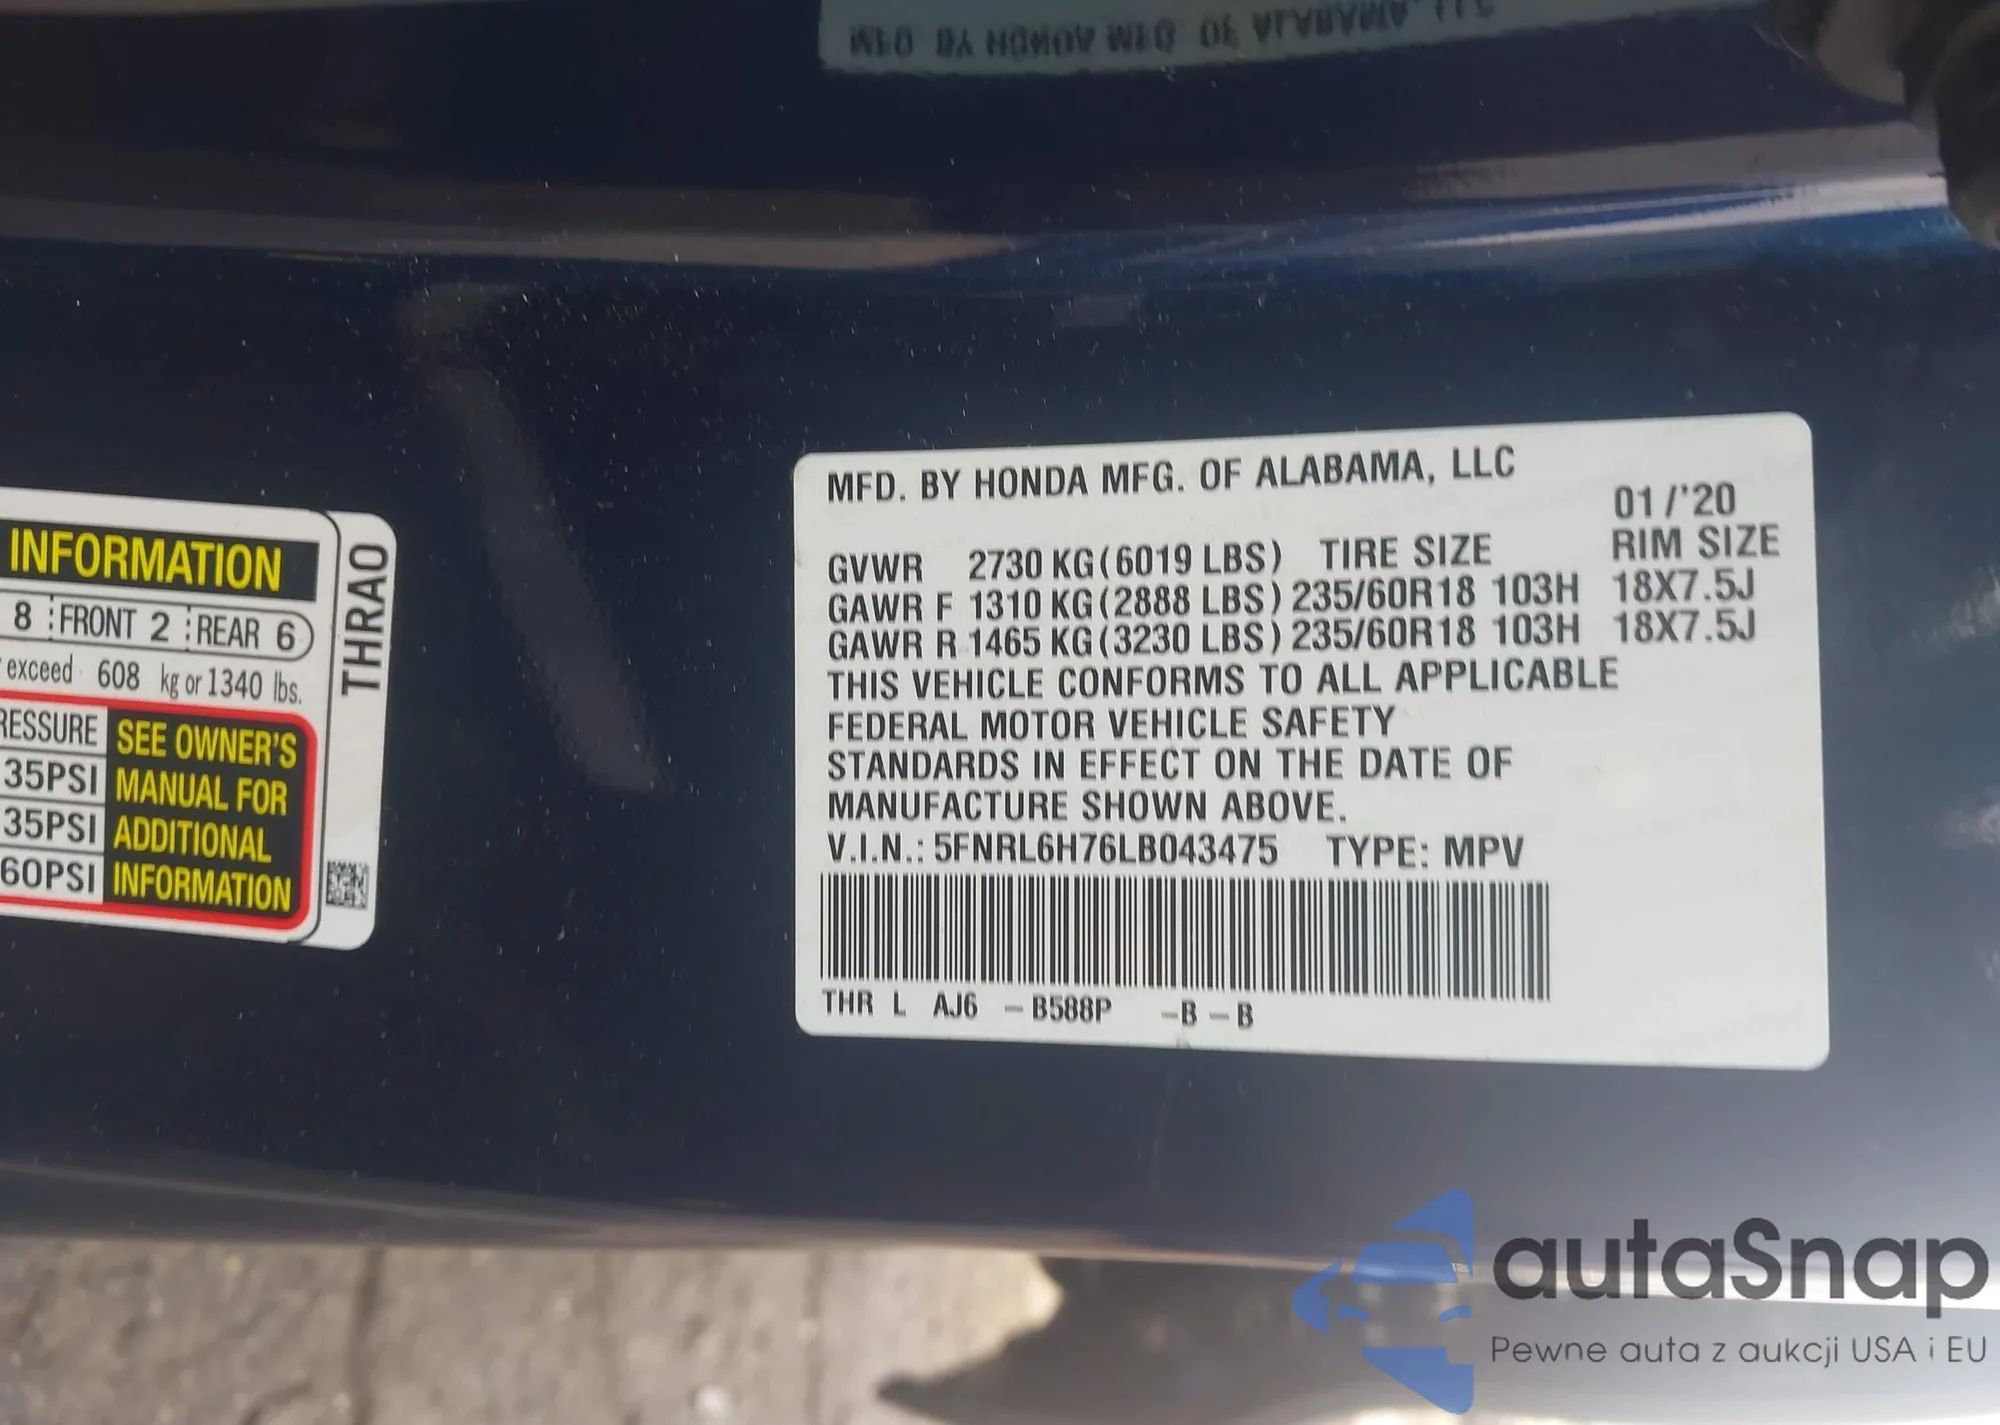 INFORMATION
8 FRONT 2 REAR 6
exceed 608 kg or 1340 lbs.
RESSURE
35PSI
35PSI
60PSI
SEE OWNER'S
MANUAL FOR
ADDITIONAL
INFORMATION
THRAO
MFD. BY HONDA MFG. OF ALABAMA, LLC
01/'20
GVWR 2730 KG(6019 LBS) TIRE SIZE RIM SIZE
GAWR F 1310 KG(2888 LBS) 235/60R18 103H 18X7.5J
GAWR R 1465 KG(3230 LBS) 235/60R18 103H 18X7.5J
THIS VEHICLE CONFORMS TO ALL APPLICABLE
FEDERAL MOTOR VEHICLE SAFETY
STANDARDS IN EFFECT ON THE DATE OF
MANUFACTURE SHOWN ABOVE.
V.I.N.: 5FNRL6H76LB043475 TYPE: MPV
THR L AJ6 -B588P -B-B
autaSnap
Pewne auta z aukcji USA i EU